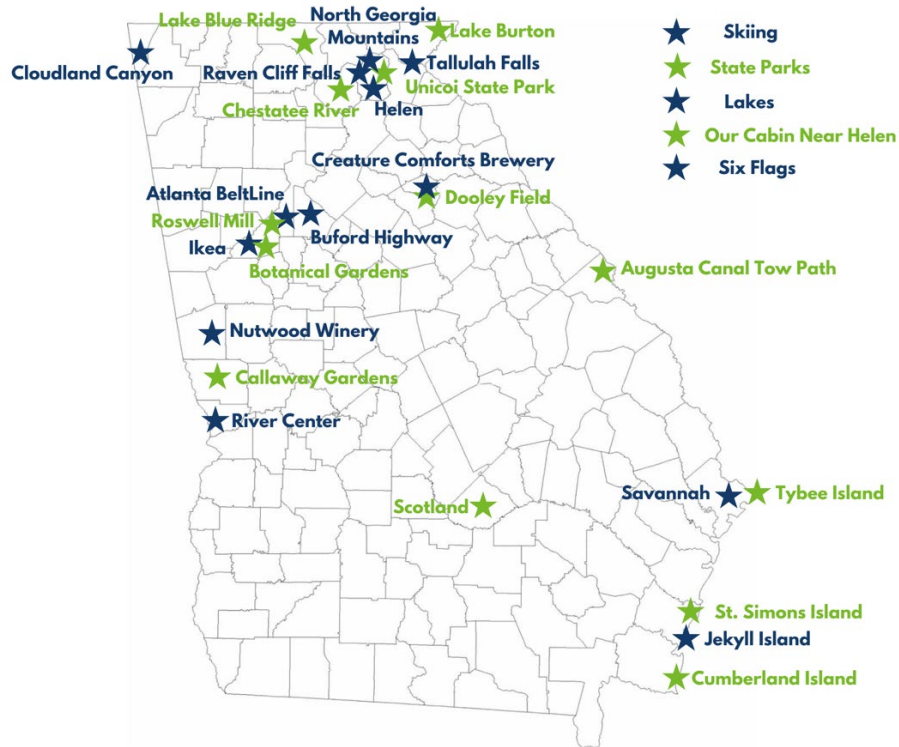 North Georgia
Mountains
Lake Blue Ridge
Lake Burton
Cloudland Canyon
Raven Cliff Falls
Tallulah Falls
Unicoi State Park
Chestatee River
Helen
Creature Comforts Brewery
Dooley Field
Atlanta BeltLine
Roswell Mill
Buford Highway
Ikea
Botanical Gardens
Augusta Canal Tow Path
Nutwood Winery
Callaway Gardens
River Center
Scotland
Savannah
Tybee Island
St. Simons Island
Jekyll Island
Cumberland Island
Skiing
State Parks
Lakes
Our Cabin Near Helen
Six Flags